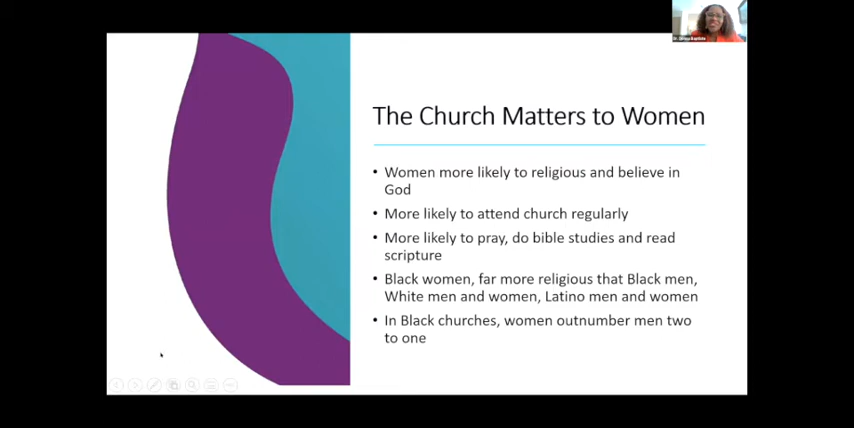 The Church Matters to Women
• Women more likely to religious and believe in
God
• More likely to attend church regularly
• More likely to pray, do bible studies and read
scripture
• Black women, far more religious that Black men,
White men and women, Latino men and women
• In Black churches, women outnumber men two
to one